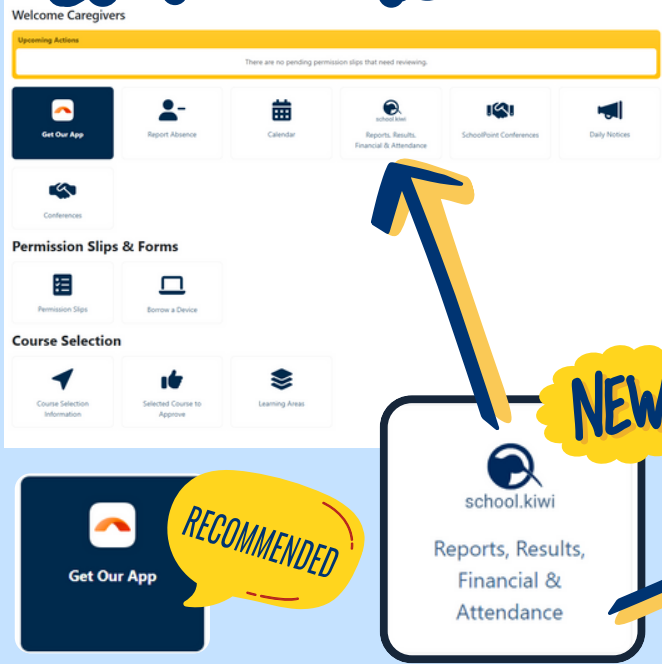 Welcome Caregivers
Upcoming Actions
There are no pending permission slips that need reviewing.
Get Our App
Report Absence
Calendar
school.kiwi
Reports, Results,
Financial & Attendance
SchoolPoint Conferences
Daily Notices
Conferences
Permission Slips & Forms
Permission Slips
Borrow a Device
Course Selection
Course Selection
Information
Selected Course to
Approve
Learning Areas
NEW
school.kiwi
Reports, Results,
Financial &
Attendance
Get Our App
RECOMMENDED